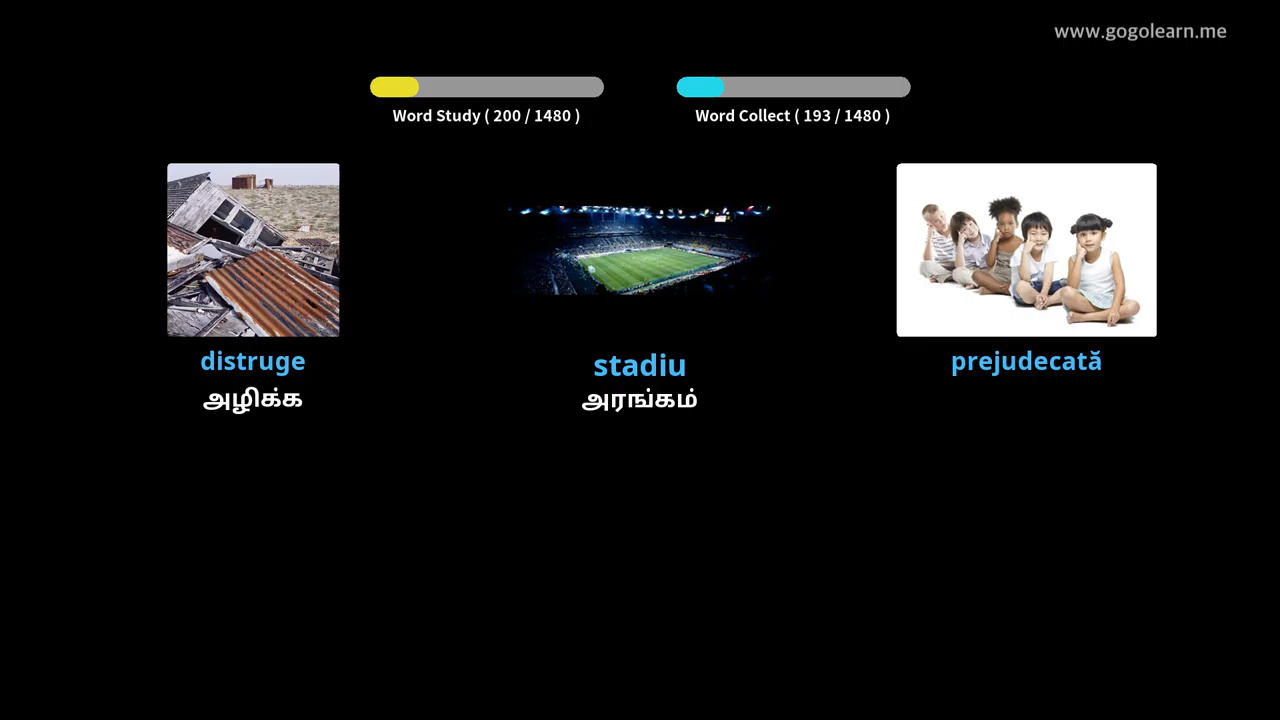 www.gogolearn.me
Word Study ( 200 / 1480 )
Word Collect ( 193 / 1480 )
distruge
அழிக்க
stadiu
அரங்கம்
prejudecată